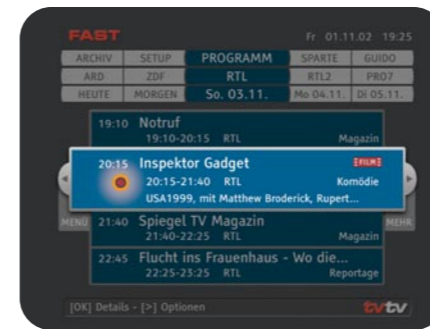 FAST
Fr 01.11.02 19:25
ARCHIV SETUP PROGRAMM SPARTE GUIDO
ARD ZDF RTL RTL2 PRO7
HEUTE MORGEN So. 03.11. Mo 04.11. Di 05.11.
19:10 Notruf
19:10-20:15 RTL Magazin
20:15 Inspektor Gadget FILM
20:15-21:40 RTL Komödie
USA1999, mit Matthew Broderick, Rupert...
MENÜ 21:40 Spiegel TV Magazin MEHR
21:40-22:25 RTL Magazin
22:45 Flucht ins Frauenhaus - Wo die...
22:25-23:25 RTL Reportage
[OK] Details - [>] Optionen tvtv